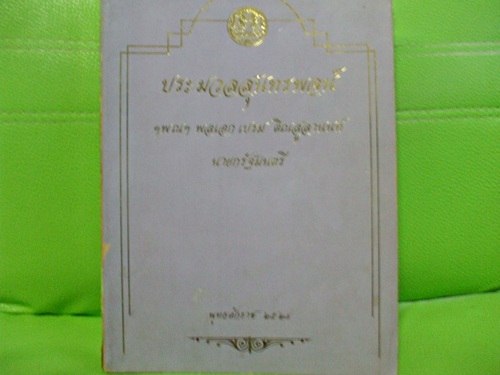 ประมวลสุนทรพจน์
ฯพณฯ พลเอก เปรม ติณสูลานนท์
นายกรัฐมนตรี
พุทธศักราช